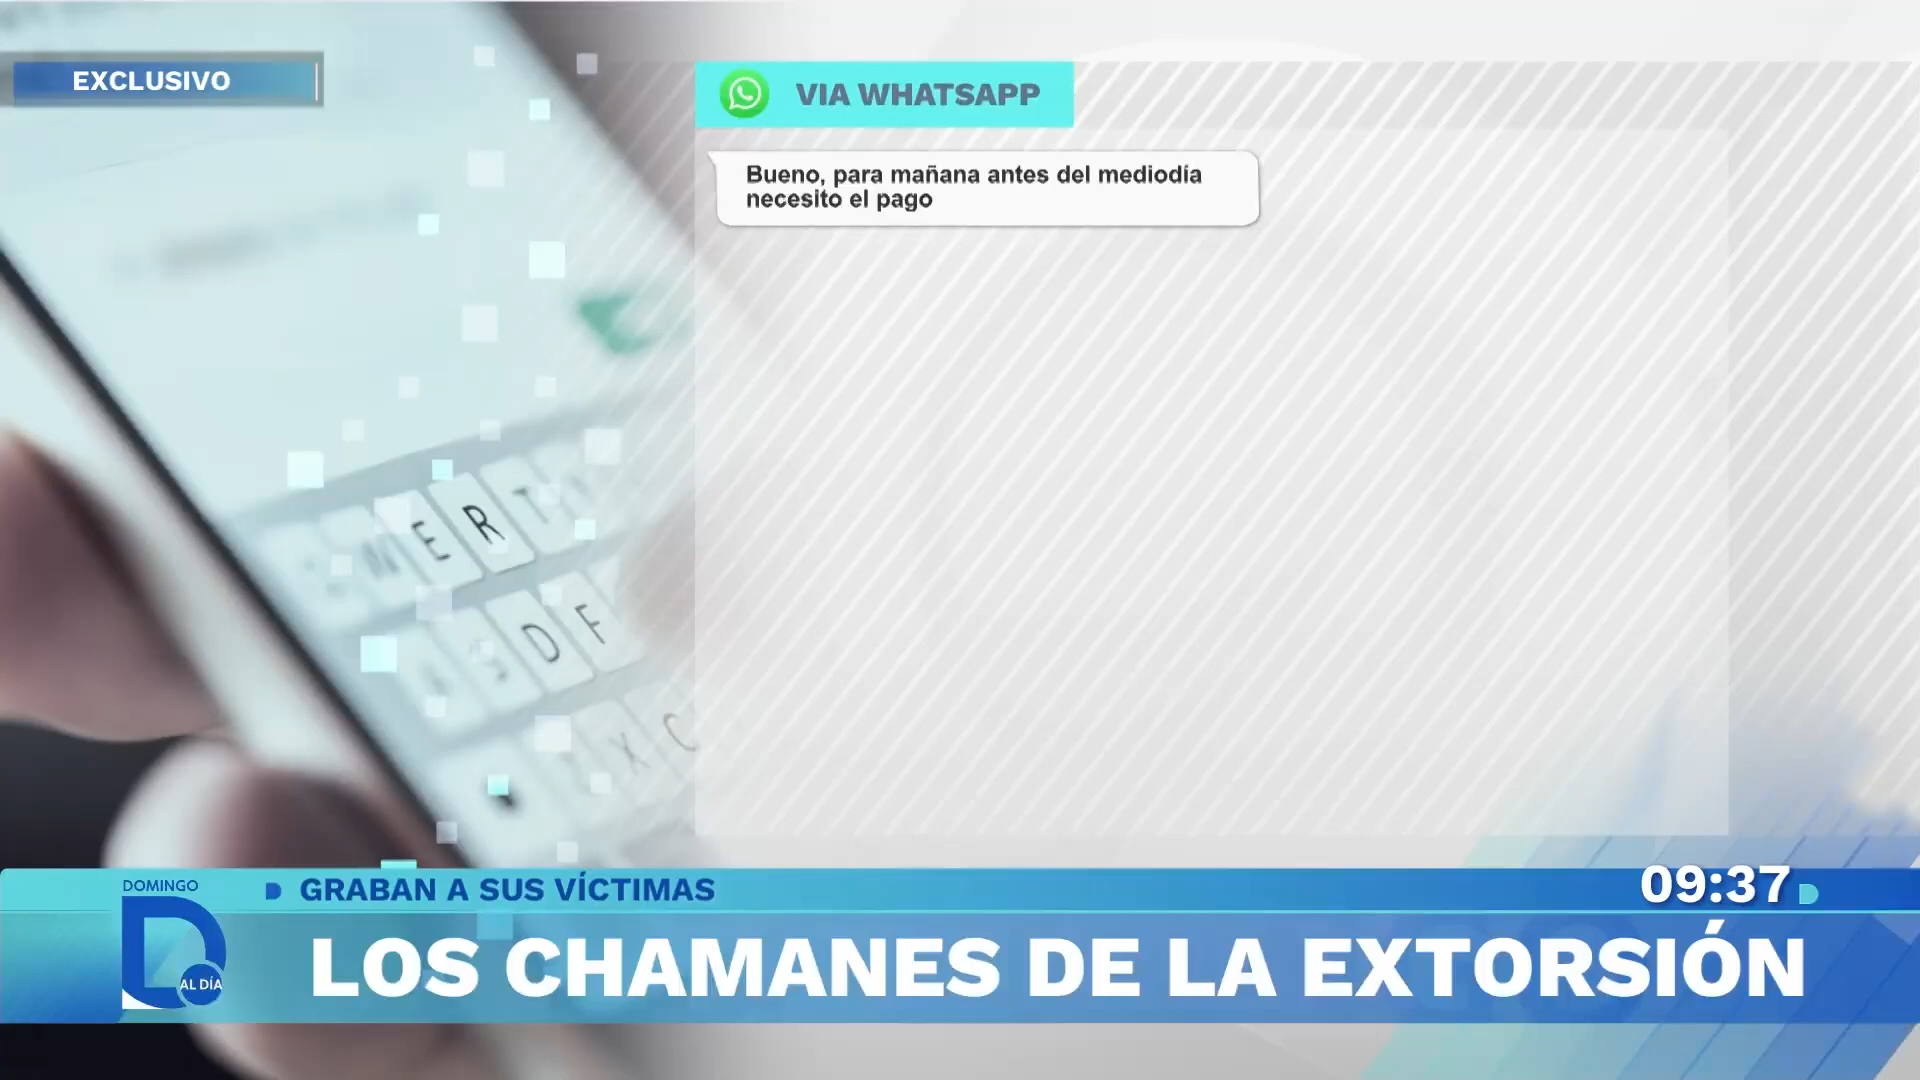 EXCLUSIVO
VIA WHATSAPP
Bueno, para mañana antes del mediodía
necesito el pago
W E R T
D F
X C
DOMINGO
AL DÍA
GRABAN A SUS VÍCTIMAS
09:37
LOS CHAMANES DE LA EXTORSIÓN